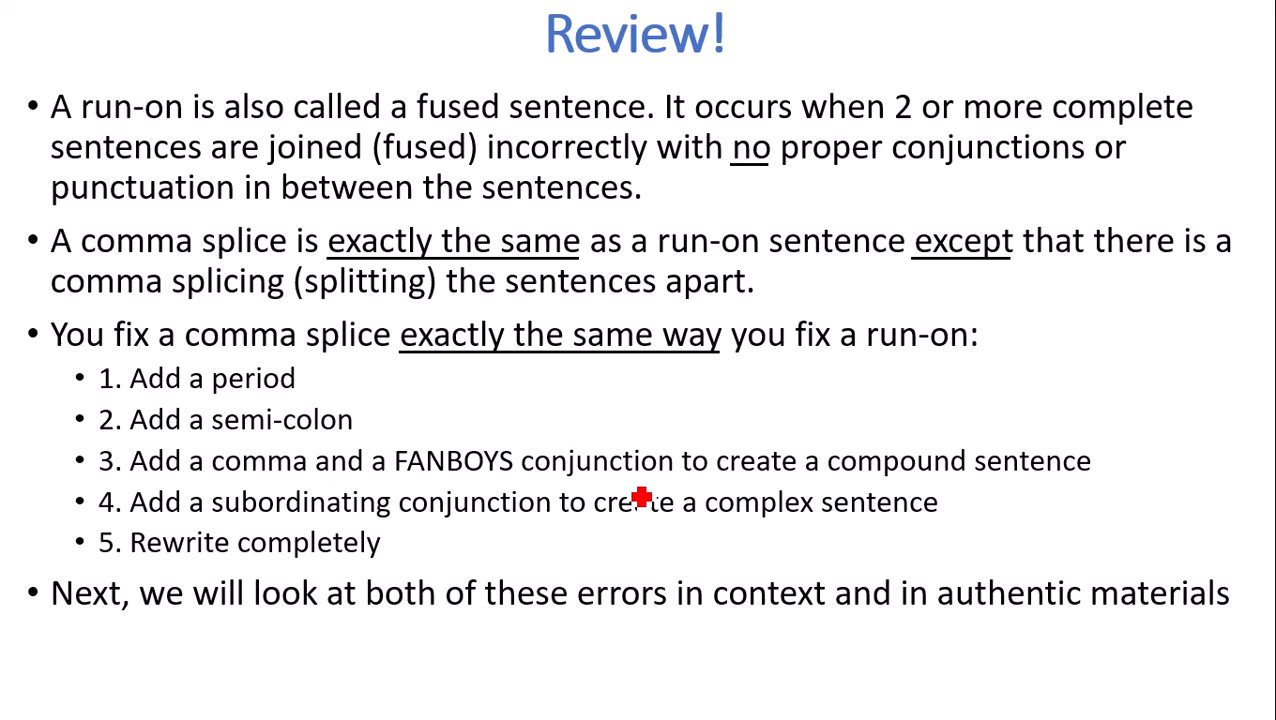 Review!
• A run-on is also called a fused sentence. It occurs when 2 or more complete
sentences are joined (fused) incorrectly with no proper conjunctions or
punctuation in between the sentences.
• A comma splice is exactly the same as a run-on sentence except that there is a
comma splicing (splitting) the sentences apart.
• You fix a comma splice exactly the same way you fix a run-on:
• 1. Add a period
• 2. Add a semi-colon
• 3. Add a comma and a FANBOYS conjunction to create a compound sentence
• 4. Add a subordinating conjunction to create a complex sentence
• 5. Rewrite completely
• Next, we will look at both of these errors in context and in authentic materials